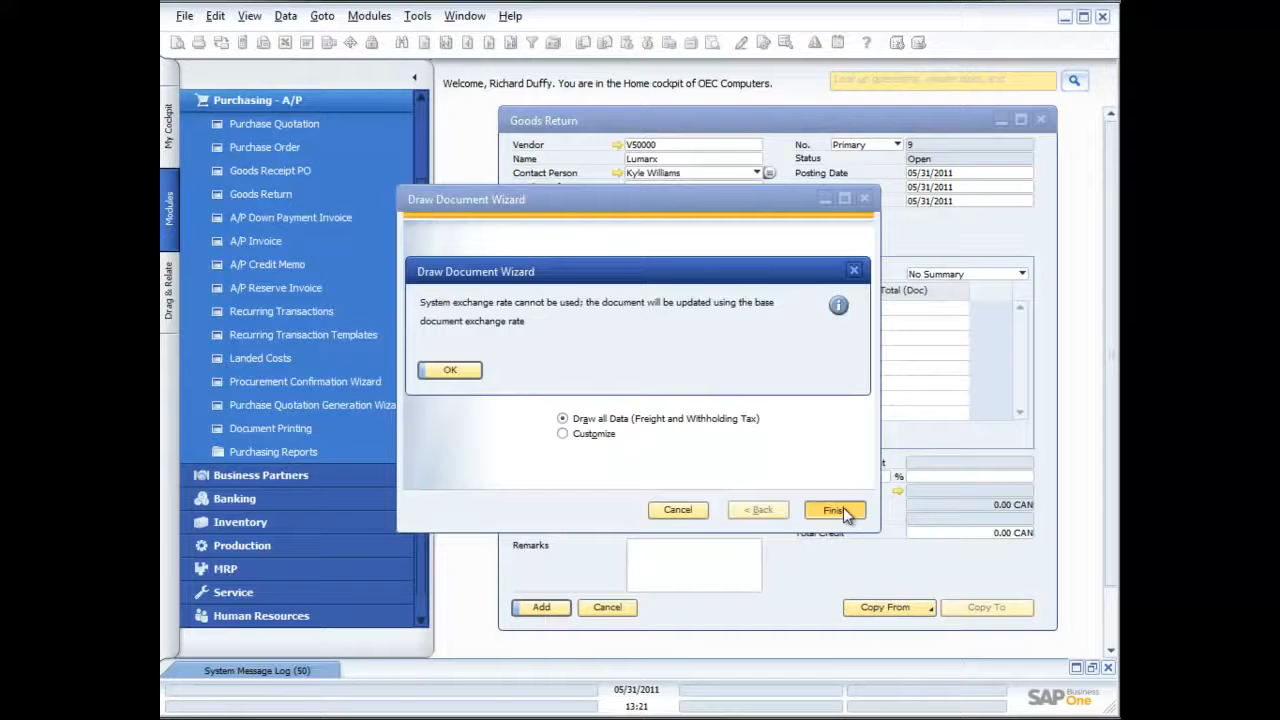 File Edit View Data Goto Modules Tools Window Help
Welcome, Richard Duffy. You are in the Home cockpit of OEC Computers.
My Cockpit
Modules
Drag & Relate
Purchasing - A/P
Purchase Quotation
Purchase Order
Goods Receipt PO
Goods Return
A/P Down Payment Invoice
A/P Invoice
A/P Credit Memo
A/P Reserve Invoice
Recurring Transactions
Recurring Transaction Templates
Landed Costs
Procurement Confirmation Wizard
Purchase Quotation Generation Wiza
Document Printing
Purchasing Reports
Business Partners
Banking
Inventory
Production
MRP
Service
Human Resources
Goods Return
Vendor V50000 No. Primary 9
Name Lumarx Status Open
Contact Person Kyle Williams Posting Date 05/31/2011
05/31/2011
05/31/2011
No Summary
Total (Doc)
Draw Document Wizard
Draw Document Wizard
System exchange rate cannot be used; the document will be updated using the base
document exchange rate
OK
Draw all Data (Freight and Withholding Tax)
Customize
Cancel < Back Finis
t
%
0.00 CAN
0.00 CAN
Remarks
Add Cancel Copy From Copy To
System Message Log (50)
05/31/2011
13:21
SAP Business One